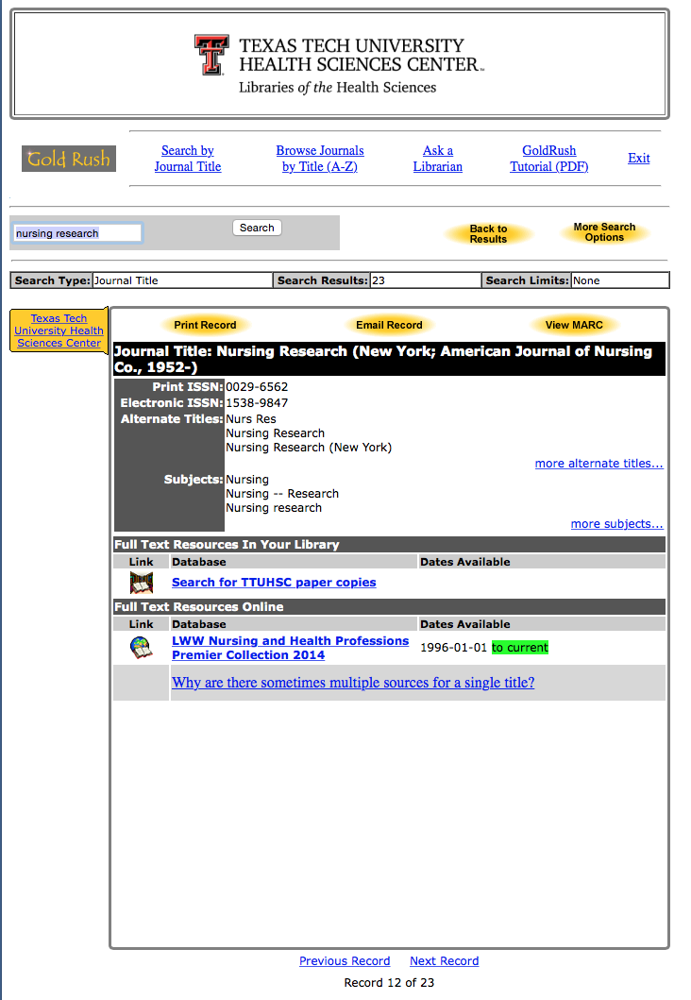 TEXAS TECH UNIVERSITY
HEALTH SCIENCES CENTER™
Libraries of the Health Sciences
Gold Rush
Search by
Journal Title
Browse Journals
by Title (A-Z)
Ask a
Librarian
GoldRush
Tutorial (PDF)
Exit
nursing research
Search
Back to
Results
More Search
Options
Search Type: Journal Title
Search Results: 23
Search Limits: None
Texas Tech
University Health
Sciences Center
Print Record
Email Record
View MARC
Journal Title: Nursing Research (New York; American Journal of Nursing
Co., 1952-)
Print ISSN: 0029-6562
Electronic ISSN: 1538-9847
Alternate Titles: Nurs Res
Nursing Research
Nursing Research (New York)
more alternate titles...
Subjects: Nursing
Nursing -- Research
Nursing research
more subjects...
Full Text Resources In Your Library
Link Database Dates Available
Search for TTUHSC paper copies
Full Text Resources Online
Link Database Dates Available
LWW Nursing and Health Professions
Premier Collection 2014
1996-01-01 to current
Why are there sometimes multiple sources for a single title?
Previous Record Next Record
Record 12 of 23